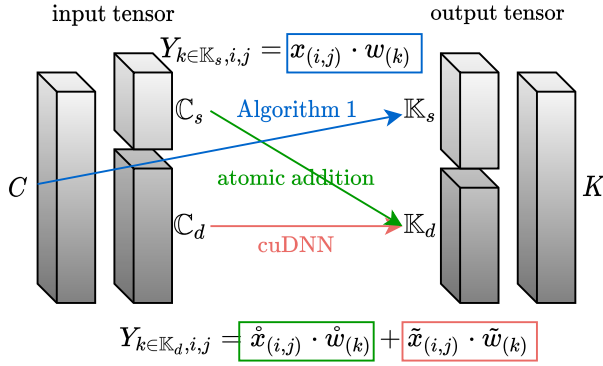 input tensor
output tensor
Y_{k∈𝕂_s,i,j} = x_{(i,j)} · w_{(k)}
ℂ_s
Algorithm 1
𝕂_s
C
atomic addition
K
ℂ_d
cuDNN
𝕂_d
Y_{k∈𝕂_d,i,j} = x̊_{(i,j)} · ẘ_{(k)} + x̃_{(i,j)} · w̃_{(k)}